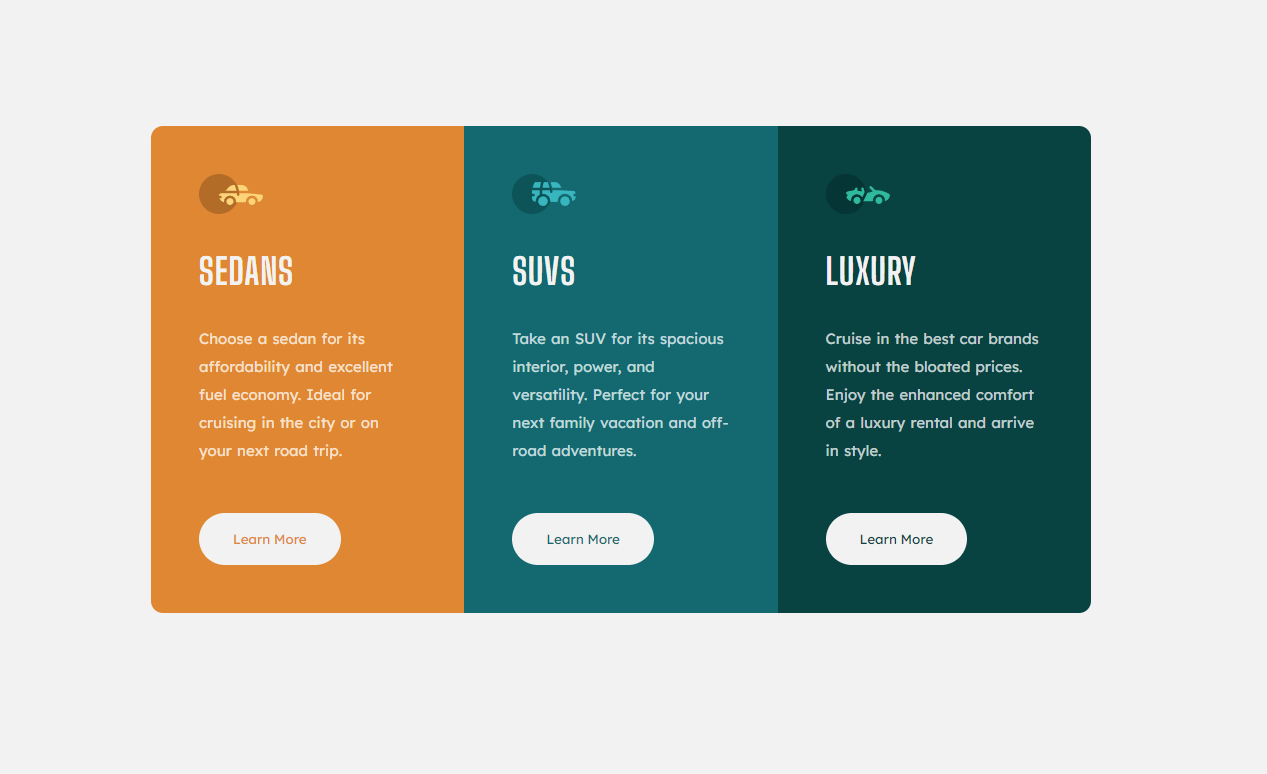 SEDANS
Choose a sedan for its
affordability and excellent
fuel economy. Ideal for
cruising in the city or on
your next road trip.
Learn More
SUVS
Take an SUV for its spacious
interior, power, and
versatility. Perfect for your
next family vacation and off-
road adventures.
Learn More
LUXURY
Cruise in the best car brands
without the bloated prices.
Enjoy the enhanced comfort
of a luxury rental and arrive
in style.
Learn More